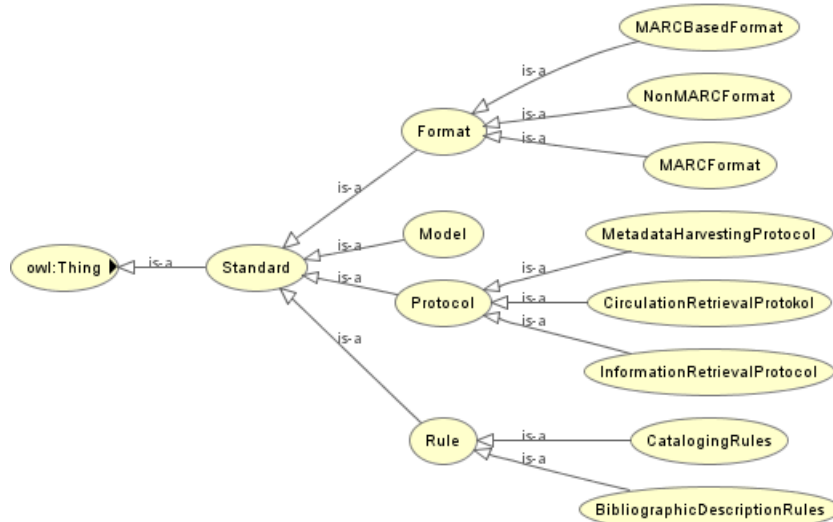 MARCBasedFormat
is-a
NonMARCFormat
is-a
Format
is-a
MARCFormat
is-a
Model
is-a
MetadataHarvestingProtocol
is-a
owl:Thing
is-a
Standard
is-a
Protocol
is-a
CirculationRetrievalProtokol
is-a
InformationRetrievalProtocol
is-a
Rule
is-a
CatalogingRules
is-a
BibliographicDescriptionRules